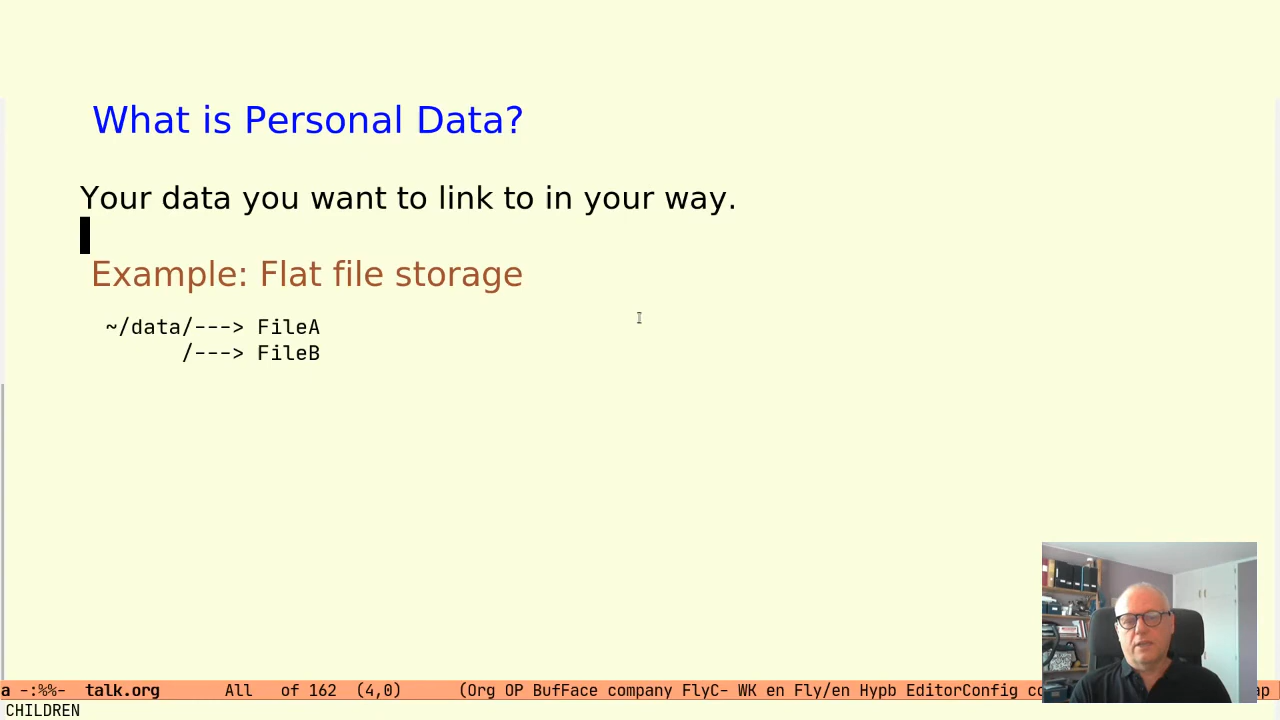 What is Personal Data?
Your data you want to link to in your way.
Example: Flat file storage
~/data/---> FileA
/---> FileB
a -:%%- talk.org All of 162 (4,0) (Org OP BufFace company FlyC- WK en Fly/en Hypb EditorConfig co ap
CHILDREN